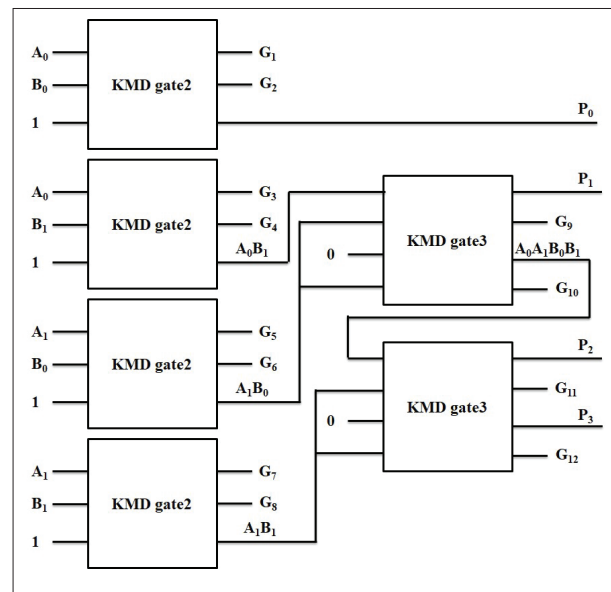 A₀ G₁
B₀ KMD gate2 G₂
1 P₀
A₀ G₃ P₁
B₁ KMD gate2 G₄ G₉
1 A₀B₁ 0 KMD gate3 A₀A₁B₀B₁
G₁₀
A₁ G₅
B₀ KMD gate2 G₆ P₂
1 A₁B₀ KMD gate3 G₁₁
0 P₃
G₁₂
A₁ G₇
B₁ KMD gate2 G₈
1 A₁B₁